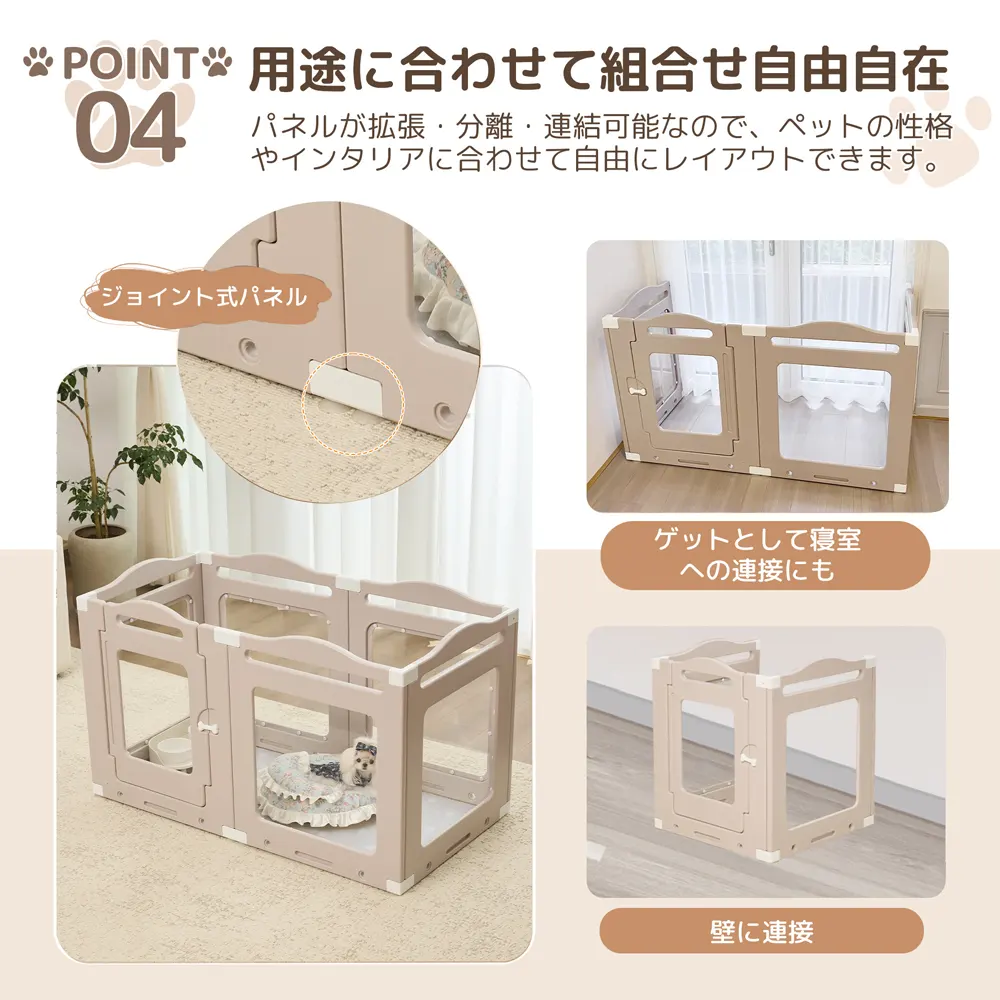 POINT
04
用途に合わせて組合せ自由自在
パネルが拡張・分離・連結可能なので、ペットの性格
やインタリアに合わせて自由にレイアウトできます。
ジョイント式パネル
ゲットとして寝室
への連接にも
壁に連接